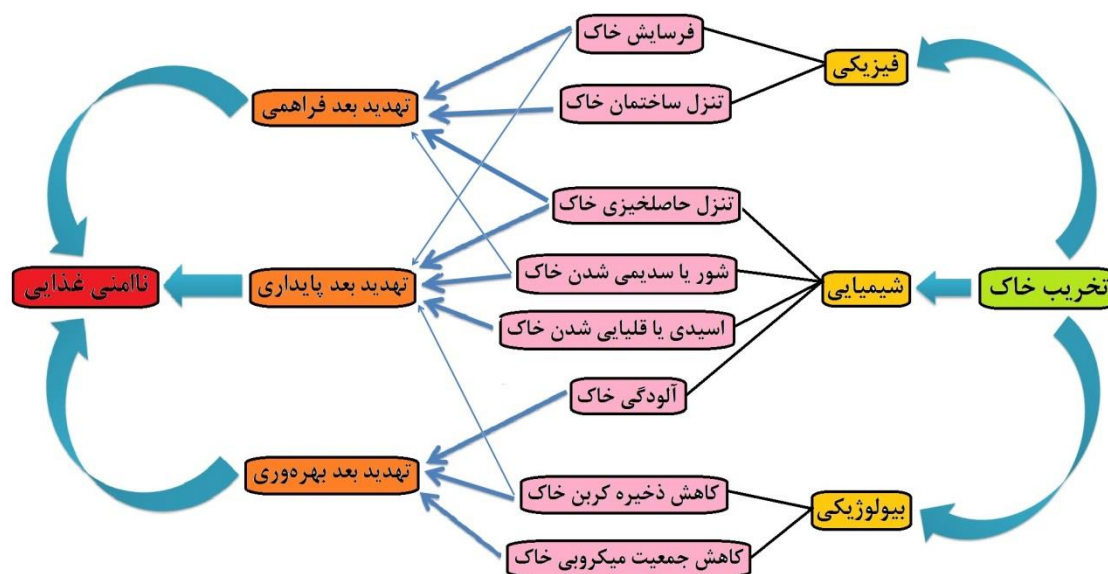 تخریب خاک
فیزیکی
شیمیایی
بیولوژیکی
فرسایش خاک
تنزل ساختمان خاک
تنزل حاصلخیزی خاک
شور یا سدیمی شدن خاک
اسیدی یا قلیایی شدن خاک
آلودگی خاک
کاهش ذخیره کربن خاک
کاهش جمعیت میکروبی خاک
تهدید بعد فراهمی
تهدید بعد پایداری
تهدید بعد بهره‌وری
ناامنی غذایی